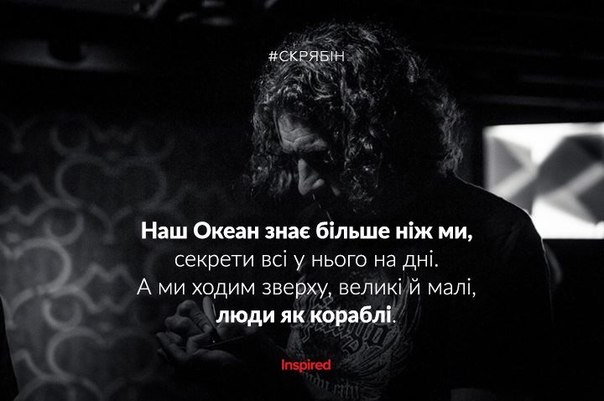 #СКРЯБІН
Наш Океан знає більше ніж ми,
секрети всі у нього на дні.
А ми ходим зверху, великі й малі,
люди як кораблі.
Inspired